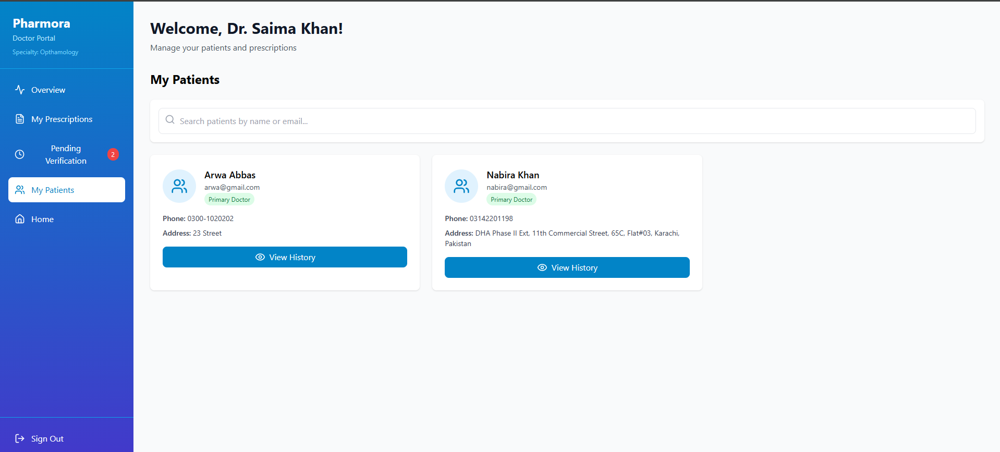 Pharmora
Doctor Portal
Specialty: Opthamology
Overview
My Prescriptions
Pending
Verification
2
My Patients
Home
Sign Out
Welcome, Dr. Saima Khan!
Manage your patients and prescriptions
My Patients
Search patients by name or email...
Arwa Abbas
arwa@gmail.com
Primary Doctor
Phone: 0300-1020202
Address: 23 Street
View History
Nabira Khan
nabira@gmail.com
Primary Doctor
Phone: 03142201198
Address: DHA Phase II Ext, 11th Commercial Street, 65C, Flat#03, Karachi,
Pakistan
View History